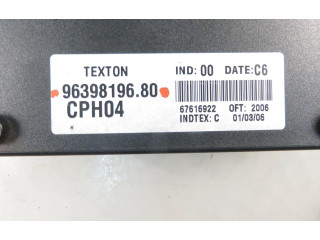 TEXTON IND: 00 DATE: C6
96398196.80
CPH04
67616922 OFT: 2006
INDTEX: C 01/03/06